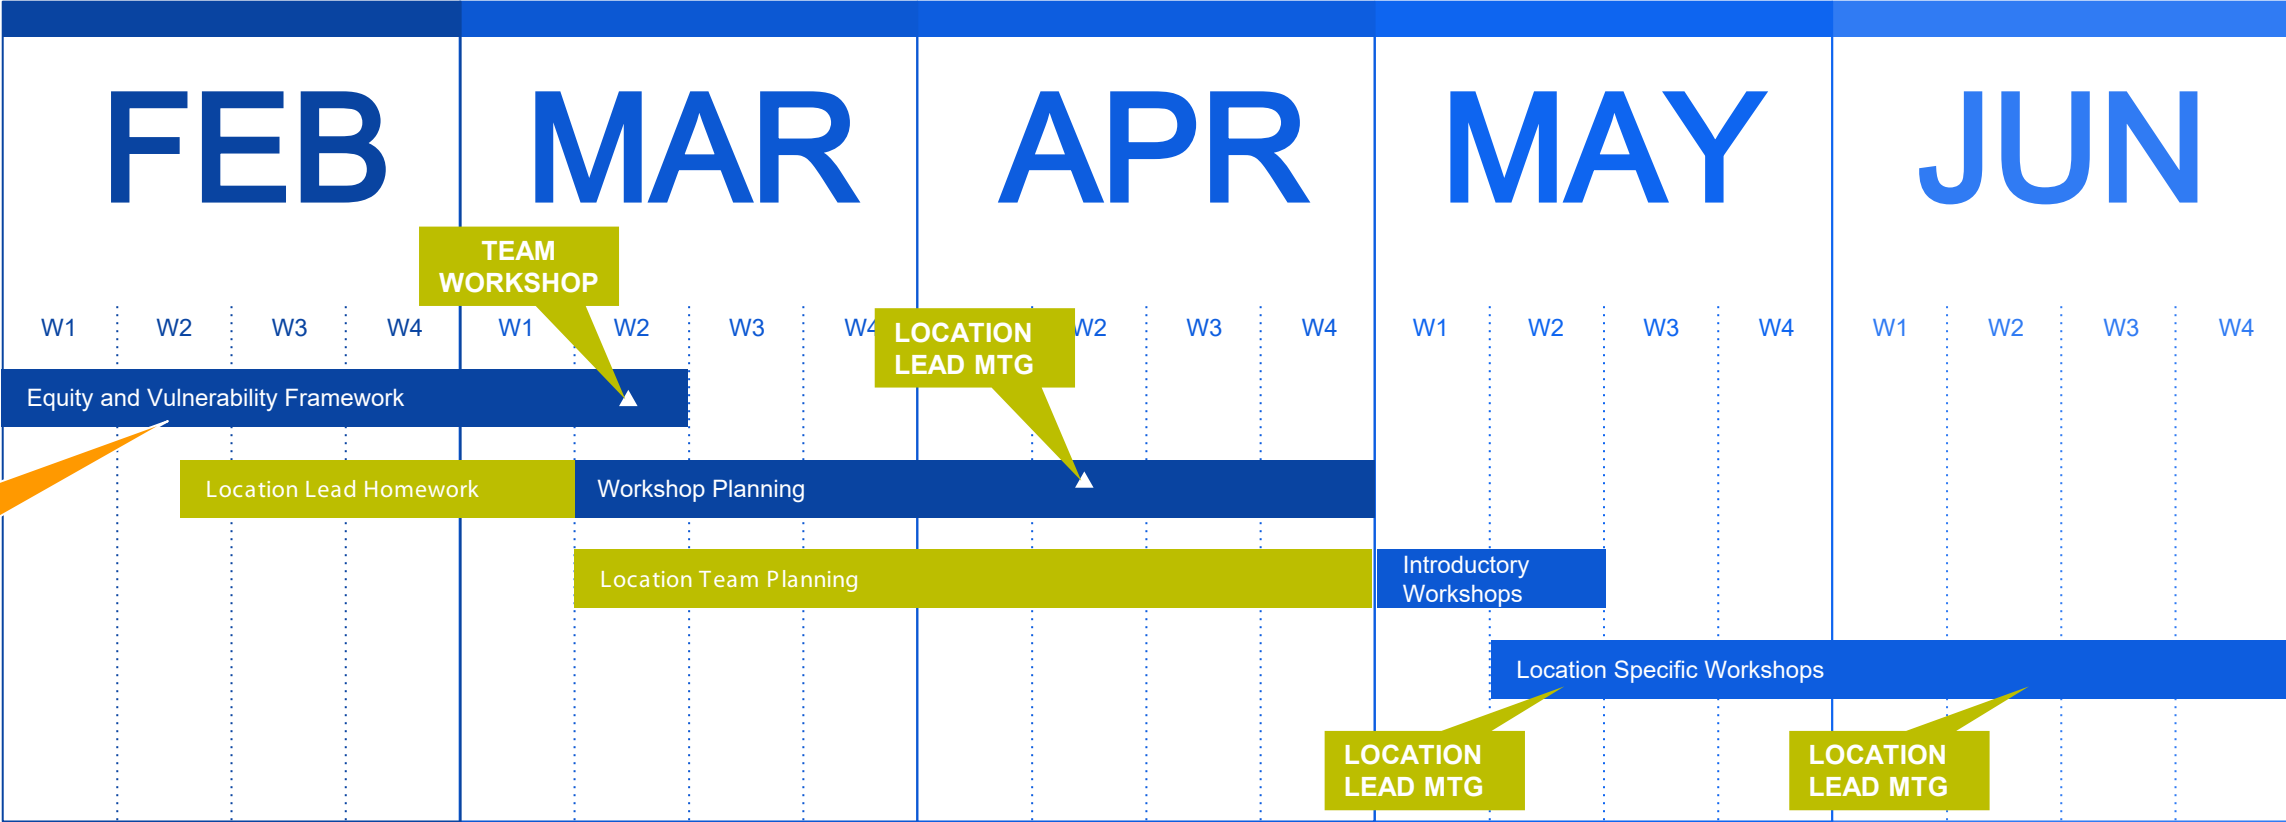 FEB MAR APR MAY JUN
TEAM
WORKSHOP
W1 W2 W3 W4 W1 W2 W3 W4 W2 W3 W4 W1 W2 W3 W4 W1 W2 W3 W4
LOCATION
LEAD MTG
Equity and Vulnerability Framework
Location Lead Homework
Workshop Planning
Location Team Planning
Introductory
Workshops
Location Specific Workshops
LOCATION
LEAD MTG
LOCATION
LEAD MTG